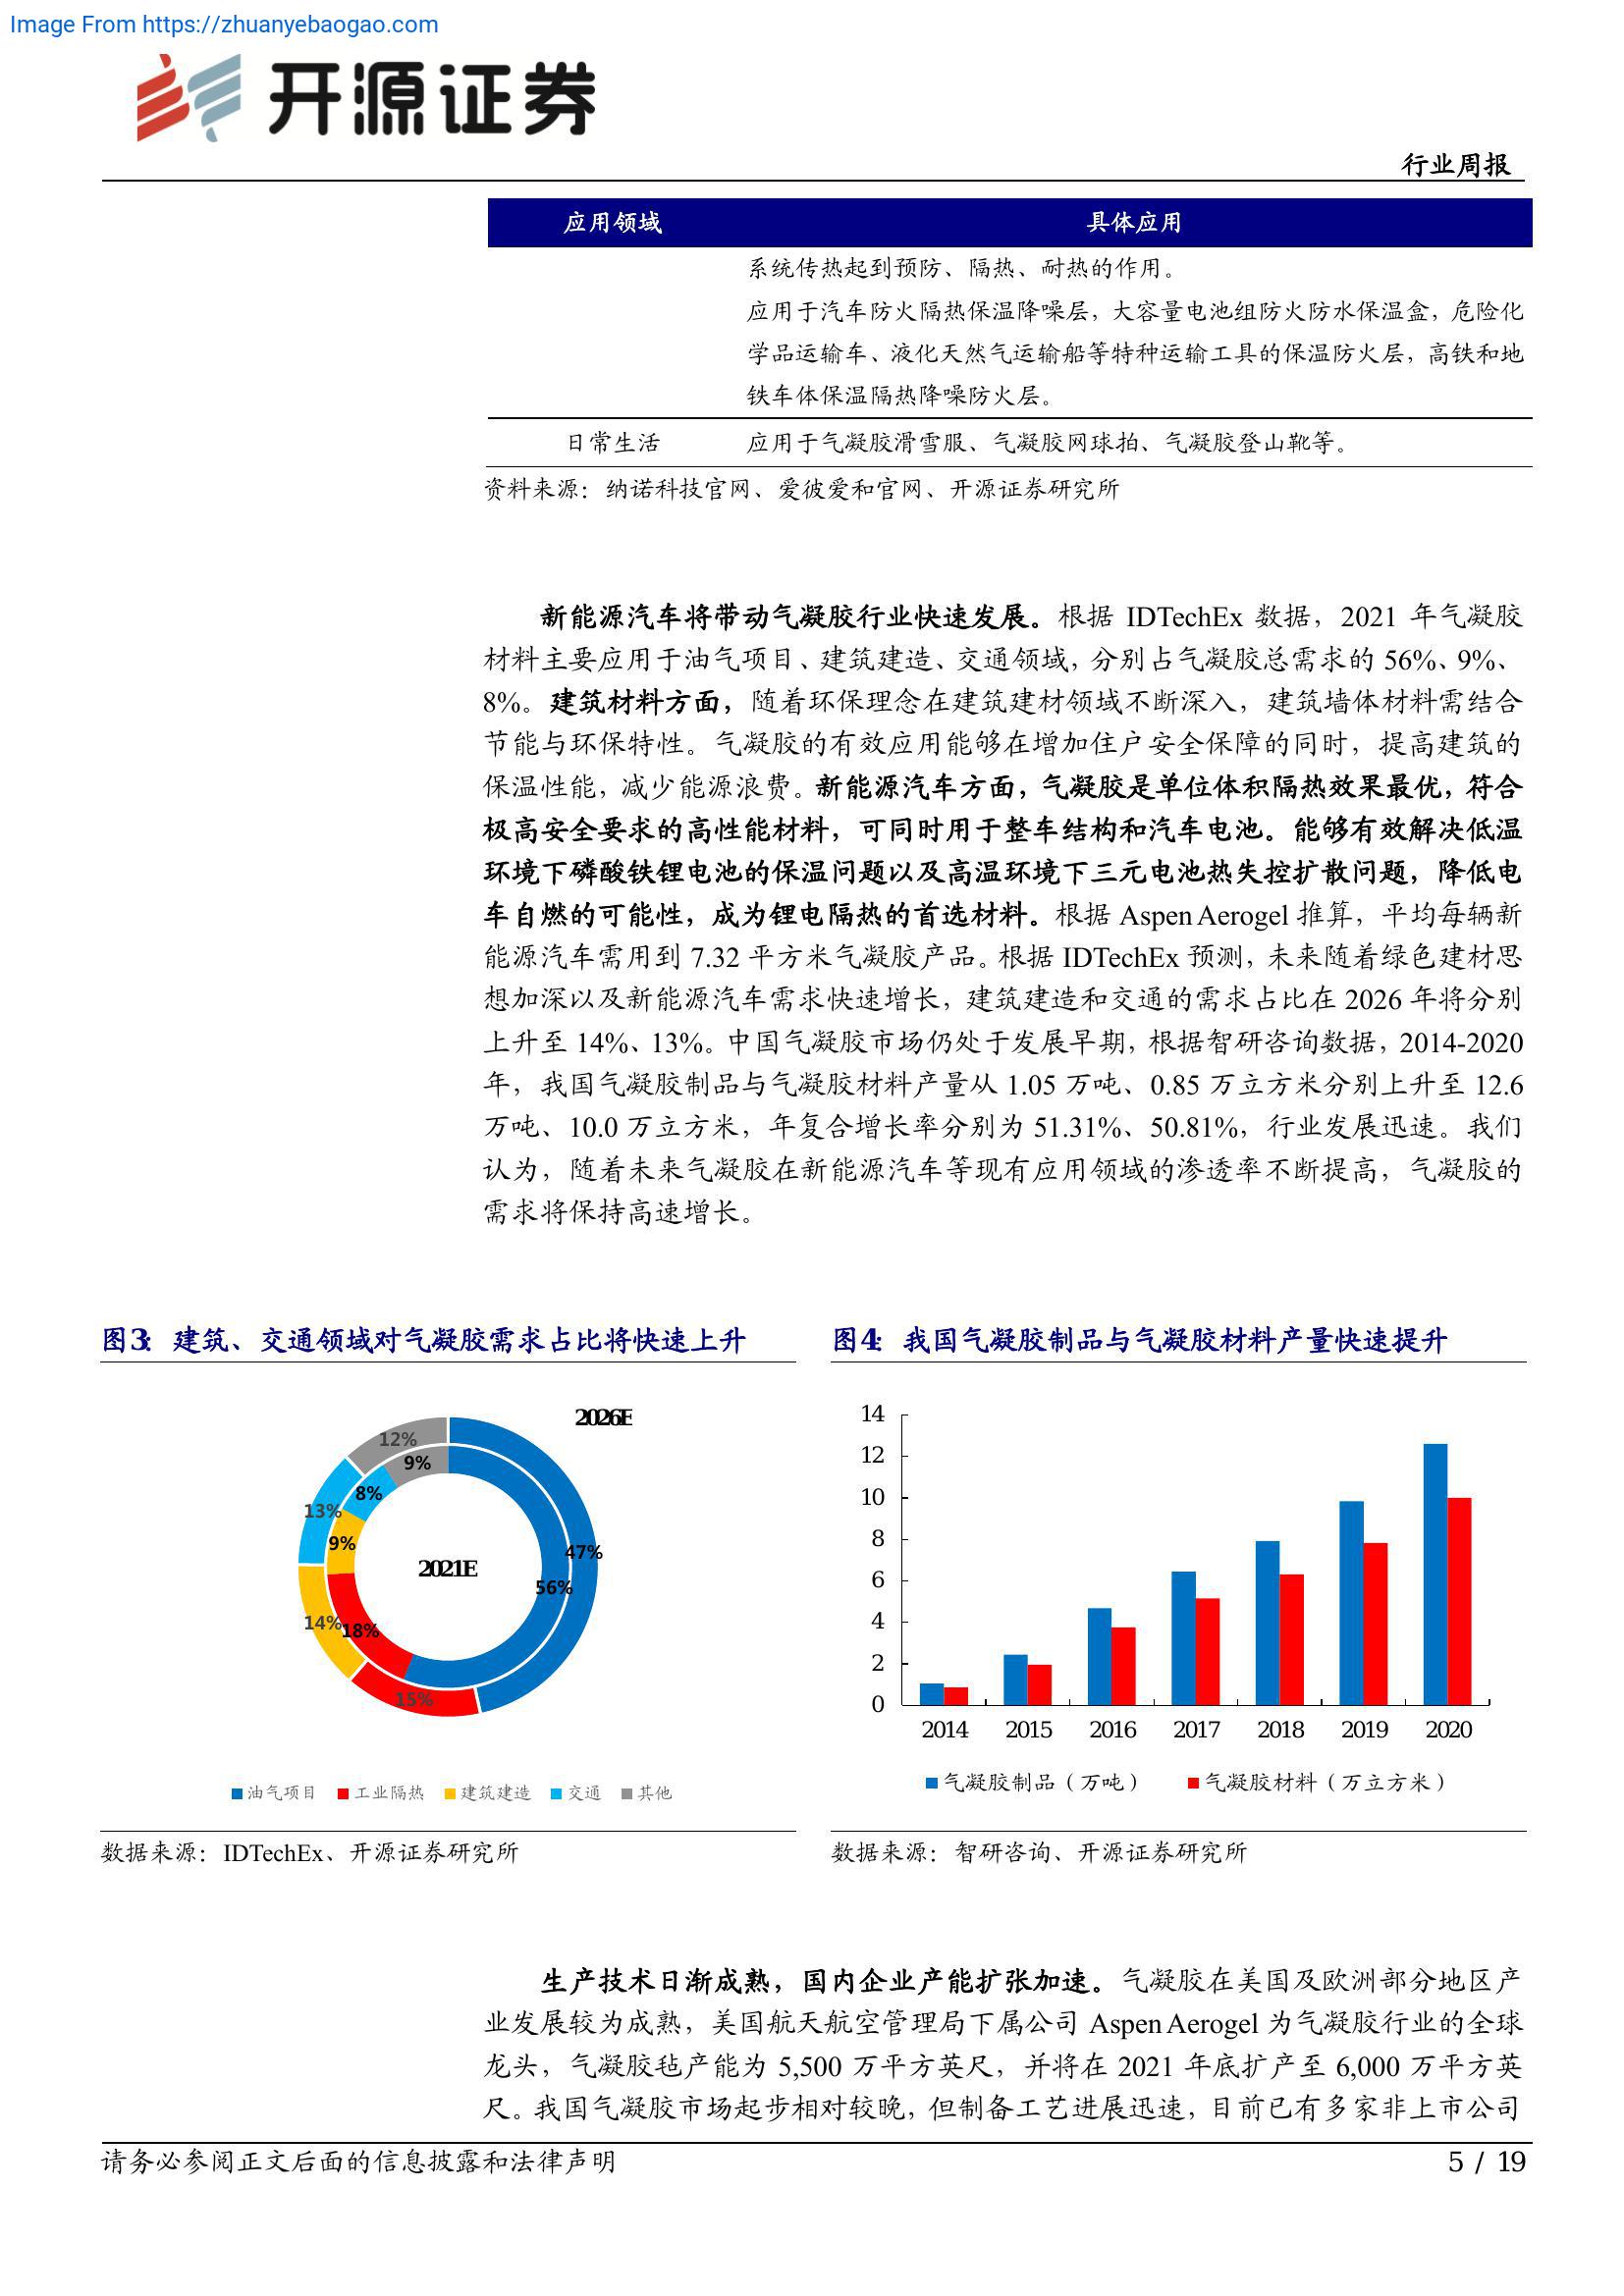 Image From https://zhuanyebaogao.com
开源证券
行业周报
应用领域 具体应用
系统传热起到预防、隔热、耐热的作用。
应用于汽车防火隔热保温降噪层，大容量电池组防火防水保温盒，危险化
学品运输车、液化天然气运输船等特种运输工具的保温防火层，高铁和地
铁车体保温隔热降噪防火层。
日常生活 应用于气凝胶滑雪服、气凝胶网球拍、气凝胶登山靴等。
资料来源：纳诺科技官网、爱彼爱和官网、开源证券研究所
新能源汽车将带动气凝胶行业快速发展。根据 IDTechEx 数据，2021 年气凝胶
材料主要应用于油气项目、建筑建造、交通领域，分别占气凝胶总需求的 56%、9%、
8%。建筑材料方面，随着环保理念在建筑建材领域不断深入，建筑墙体材料需结合
节能与环保特性。气凝胶的有效应用能够在增加住户安全保障的同时，提高建筑的
保温性能，减少能源浪费。新能源汽车方面，气凝胶是单位体积隔热效果最优，符合
极高安全要求的高性能材料，可同时用于整车结构和汽车电池。能够有效解决低温
环境下磷酸铁锂电池的保温问题以及高温环境下三元电池热失控扩散问题，降低电
车自燃的可能性，成为锂电隔热的首选材料。根据 Aspen Aerogel 推算，平均每辆新
能源汽车需用到 7.32 平方米气凝胶产品。根据 IDTechEx 预测，未来随着绿色建材思
想加深以及新能源汽车需求快速增长，建筑建造和交通的需求占比在 2026 年将分别
上升至 14%、13%。中国气凝胶市场仍处于发展早期，根据智研咨询数据，2014-2020
年，我国气凝胶制品与气凝胶材料产量从 1.05 万吨、0.85 万立方米分别上升至 12.6
万吨、10.0 万立方米，年复合增长率分别为 51.31%、50.81%，行业发展迅速。我们
认为，随着未来气凝胶在新能源汽车等现有应用领域的渗透率不断提高，气凝胶的
需求将保持高速增长。
图3：建筑、交通领域对气凝胶需求占比将快速上升
2026E
12%
9%
8%
13%
9%
47%
2021E
56%
14%
18%
15%
油气项目 工业隔热 建筑建造 交通 其他
数据来源：IDTechEx、开源证券研究所
图4：我国气凝胶制品与气凝胶材料产量快速提升
14
12
10
8
6
4
2
0
2014 2015 2016 2017 2018 2019 2020
气凝胶制品（万吨） 气凝胶材料（万立方米）
数据来源：智研咨询、开源证券研究所
生产技术日渐成熟，国内企业产能扩张加速。气凝胶在美国及欧洲部分地区产
业发展较为成熟，美国航天航空管理局下属公司 Aspen Aerogel 为气凝胶行业的全球
龙头，气凝胶毡产能为 5,500 万平方英尺，并将在 2021 年底扩产至 6,000 万平方英
尺。我国气凝胶市场起步相对较晚，但制备工艺进展迅速，目前已有多家非上市公司
请务必参阅正文后面的信息披露和法律声明
5 / 19